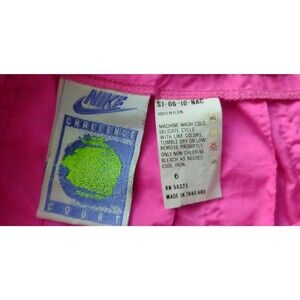 NIKE
CHALLENGE
COURT
S1-06-10-NAC
100% NYLON
MACHINE WASH COLD,
DELICATE CYCLE
WITH LIKE COLORS,
TUMBLE DRY ON LOW
REMOVE PROMPTLY
ONLY NON-CHLORINE
BLEACH AS NEEDED
COOL IRON.
6
RN 56323
MADE IN THAILAND